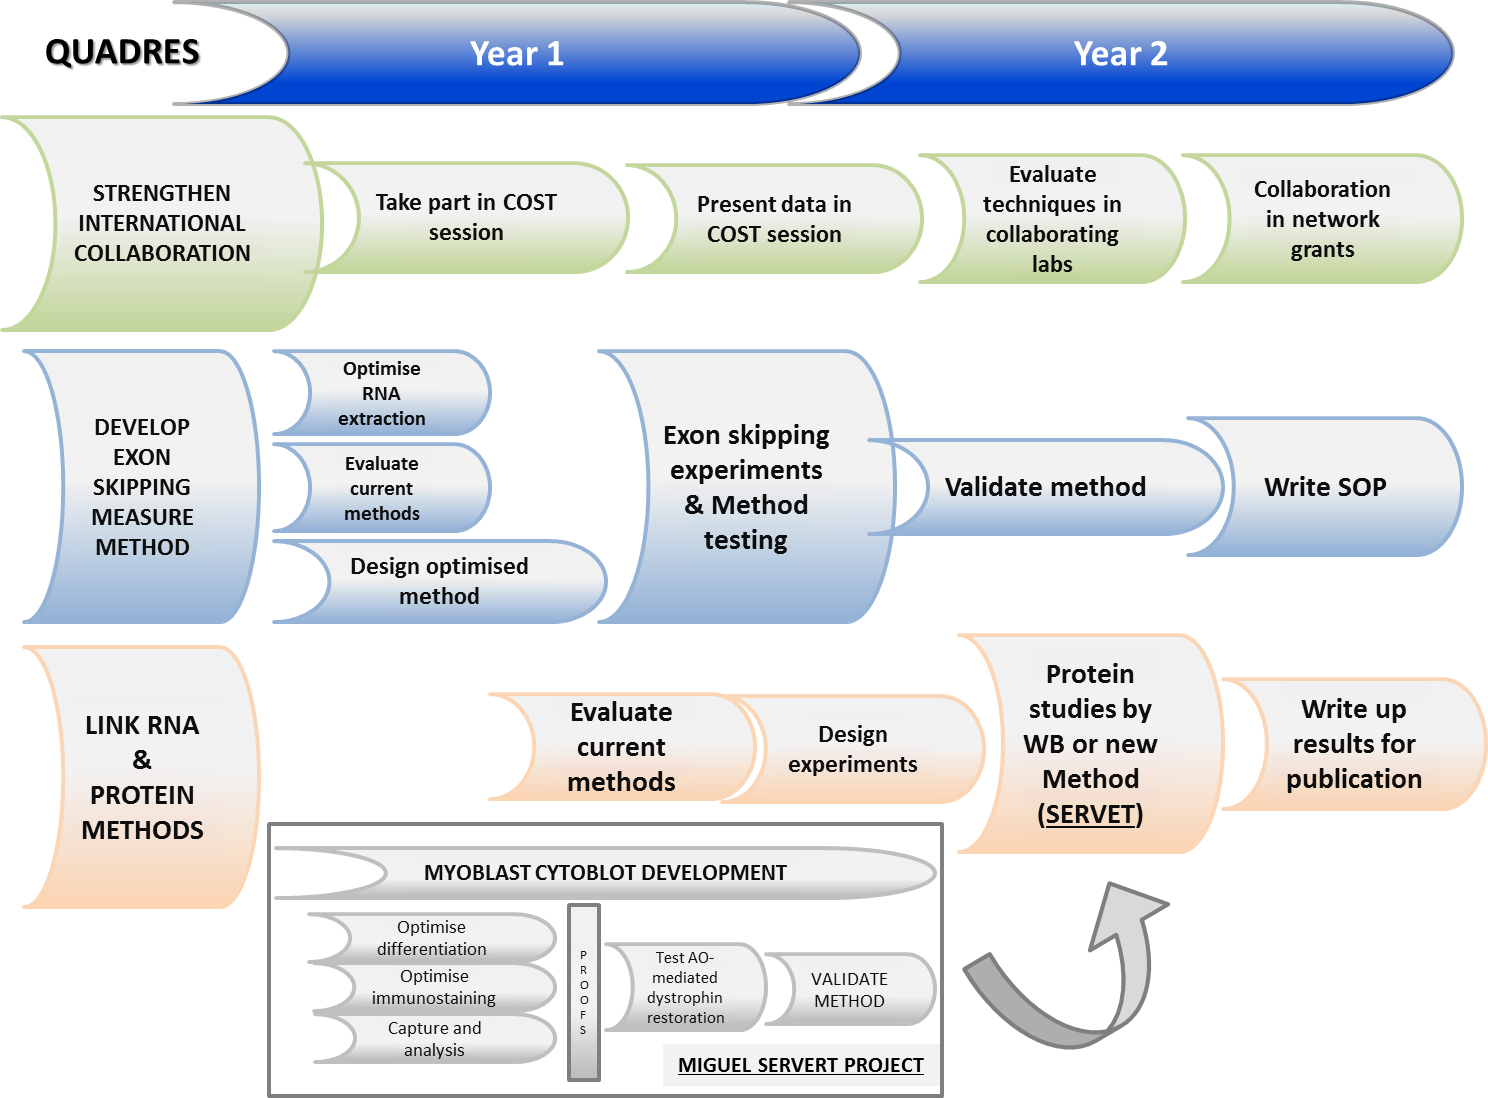 QUADRES
Year 1
Year 2
STRENGTHEN
INTERNATIONAL
COLLABORATION
Take part in COST
session
Present data in
COST session
Evaluate
techniques in
collaborating
labs
Collaboration
in network
grants
DEVELOP
EXON
SKIPPING
MEASURE
METHOD
Optimise
RNA
extraction
Evaluate
current
methods
Design optimised
method
Exon skipping
experiments
& Method
testing
Validate method
Write SOP
LINK RNA
&
PROTEIN
METHODS
Evaluate
current
methods
Design
experiments
Protein
studies by
WB or new
Method
(SERVET)
Write up
results for
publication
MYOBLAST CYTOBLOT DEVELOPMENT
Optimise
differentiation
Optimise
immunostaining
Capture and
analysis
P
R
O
O
F
S
Test AO-
mediated
dystrophin
restoration
VALIDATE
METHOD
MIGUEL SERVERT PROJECT